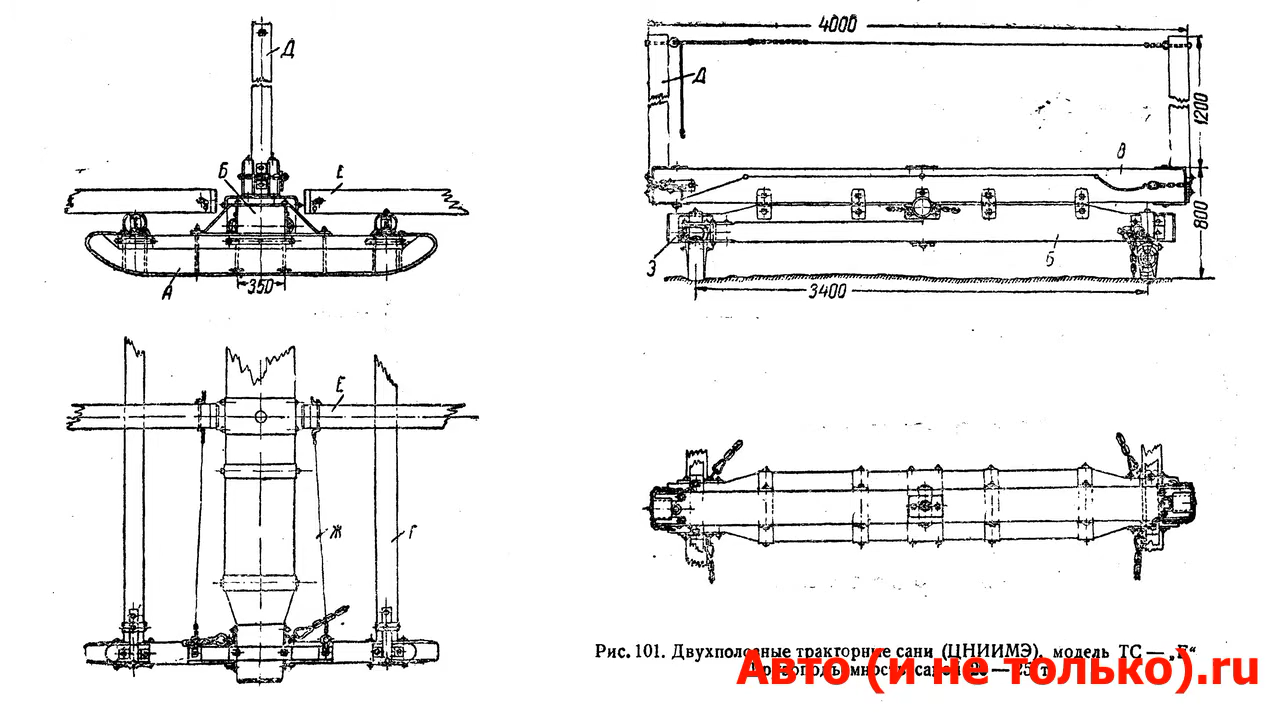 Д
Б
Е
А
350
4000
Д
1200
В
800
З
Б
3400
Е
Ж
Г
Рис. 101. Двухполозные тракторные сани (ЦНИИМЭ), модель ТС —
Авто (и не только).ru